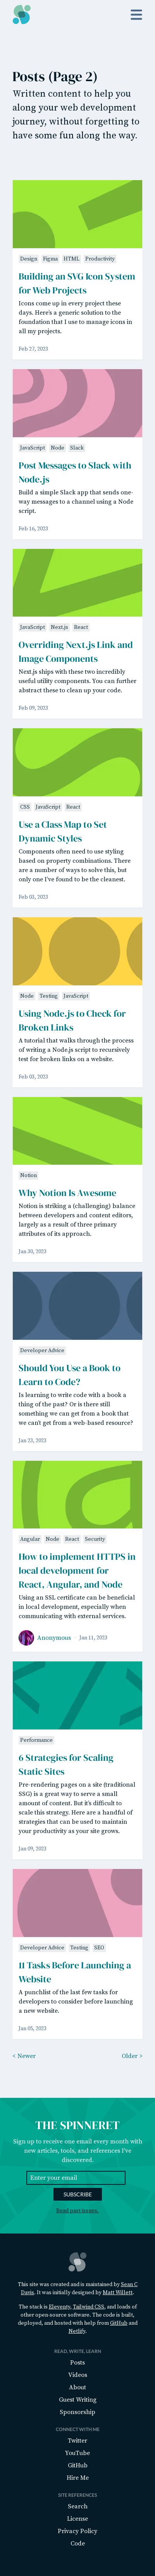 Posts (Page 2)
Written content to help you
along your web development
journey, without forgetting to
have some fun along the way.
Design Figma HTML Productivity
Building an SVG Icon System
for Web Projects
Icons come up in every project these
days. Here's a generic solution to the
foundation that I use to manage icons in
all my projects.
Feb 27, 2023
JavaScript Node Slack
Post Messages to Slack with
Node.js
Build a simple Slack app that sends one-
way messages to a channel using a Node
script.
Feb 16, 2023
JavaScript Next.js React
Overriding Next.js Link and
Image Components
Next.js ships with these two incredibly
useful utility components. You can further
abstract these to clean up your code.
Feb 09, 2023
CSS JavaScript React
Use a Class Map to Set
Dynamic Styles
Components often need to use styling
based on property combinations. There
are a number of ways to solve this, but
only one I've found to be the cleanest.
Feb 03, 2023
Node Testing JavaScript
Using Node.js to Check for
Broken Links
A tutorial that walks through the process
of writing a Node.js script to recursively
test for broken links on a website.
Feb 03, 2023
Notion
Why Notion Is Awesome
Notion is striking a (challenging) balance
between developers and content editors,
largely as a result of three primary
attributes of its approach.
Jan 30, 2023
Developer Advice
Should You Use a Book to
Learn to Code?
Is learning to write code with a book a
thing of the past? Or is there still
something we can get from a book that
we can't get from a web-based resource?
Jan 23, 2023
Angular Node React Security
How to implement HTTPS in
local development for
React, Angular, and Node
Using an SSL certificate can be beneficial
in local development, especially when
communicating with external services.
Anonymous Jan 11, 2023
Performance
6 Strategies for Scaling
Static Sites
Pre-rendering pages on a site (traditional
SSG) is a great way to serve a small
amount of content. But it's difficult to
scale this strategy. Here are a handful of
strategies that can be used to maintain
your productivity as your site grows.
Jan 09, 2023
Developer Advice Testing SEO
11 Tasks Before Launching a
Website
A punchlist of the last few tasks for
developers to consider before launching
a new website.
Jan 05, 2023
< Newer Older >
THE SPINNERET
Sign up to receive one email every month with
new articles, tools, and references I've
discovered.
Enter your email
SUBSCRIBE
Read past issues.
This site was created and is maintained by Sean C
Davis. It was initially designed by Matt Willett.
The stack is Eleventy, Tailwind CSS, and loads of
other open source software. The code is built,
deployed, and hosted with help from GitHub and
Netlify.
READ, WRITE, LEARN
Posts
Videos
About
Guest Writing
Sponsorship
CONNECT WITH ME
Twitter
YouTube
GitHub
Hire Me
SITE REFERENCES
Search
License
Privacy Policy
Code